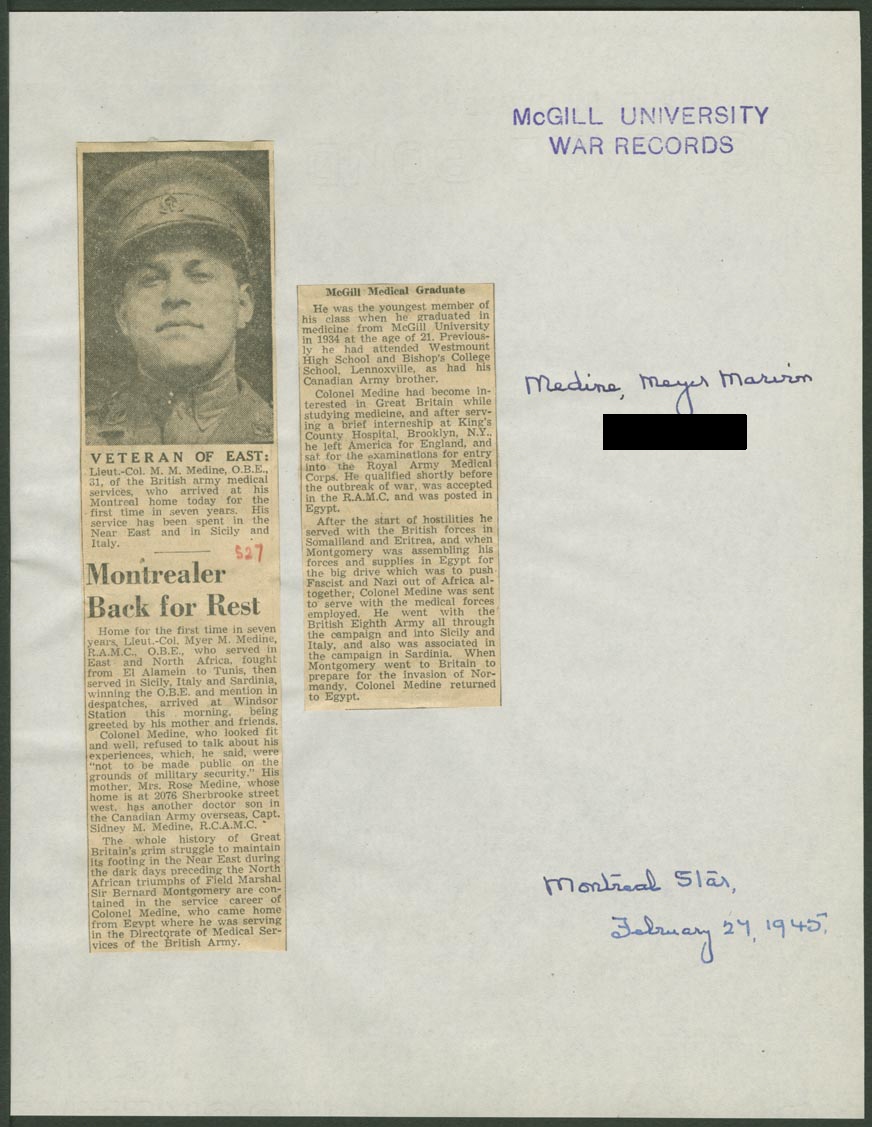 McGILL UNIVERSITY
WAR RECORDS
VETERAN OF EAST:
Lieut.-Col. M. M. Medine, O.B.E.,
31, of the British army medical
services, who arrived at his
Montreal home today for the
first time in seven years. His
service has been spent in the
Near East and in Sicily and
Italy.
527
Montrealer
Back for Rest
Home for the first time in seven
years, Lieut.-Col. Myer M. Medine,
R.A.M.C., O.B.E., who served in
East and North Africa, fought
from El Alamein to Tunis, then
served in Sicily, Italy and Sardinia,
winning the O.B.E. and mention in
despatches, arrived at Windsor
Station this morning, being
greeted by his mother and friends.
Colonel Medine, who looked fit
and well, refused to talk about his
experiences, which, he said, were
"not to be made public on the
grounds of military security." His
mother, Mrs. Rose Medine, whose
home is at 2076 Sherbrooke street
west, has another doctor son in
the Canadian Army overseas, Capt.
Sidney M. Medine, R.C.A.M.C.
The whole history of Great
Britain's grim struggle to maintain
its footing in the Near East during
the dark days preceding the North
African triumphs of Field Marshal
Sir Bernard Montgomery are con-
tained in the service career of
Colonel Medine, who came home
from Egypt where he was serving
in the Directorate of Medical Ser-
vices of the British Army.
McGill Medical Graduate
He was the youngest member of
his class when he graduated in
medicine from McGill University
in 1934 at the age of 21. Previous-
ly he had attended Westmount
High School and Bishop's College
School, Lennoxville, as had his
Canadian Army brother.
Colonel Medine had become in-
terested in Great Britain while
studying medicine, and after serv-
ing a brief interneship at King's
County Hospital, Brooklyn, N.Y.,
he left America for England, and
sat for the examinations for entry
into the Royal Army Medical
Corps. He qualified shortly before
the outbreak of war, was accepted
in the R.A.M.C. and was posted in
Egypt.
After the start of hostilities he
served with the British forces in
Somaliland and Eritrea, and when
Montgomery was assembling his
forces and supplies in Egypt for
the big drive which was to push
Fascist and Nazi out of Africa al-
together, Colonel Medine was sent
to serve with the medical forces
employed. He went with the
British Eighth Army all through
the campaign and into Sicily and
Italy, and also was associated in
the campaign in Sardinia. When
Montgomery went to Britain to
prepare for the invasion of Nor-
mandy, Colonel Medine returned
to Egypt.
Medine, Meyer Marvin
Montreal Star,
February 27, 1945.